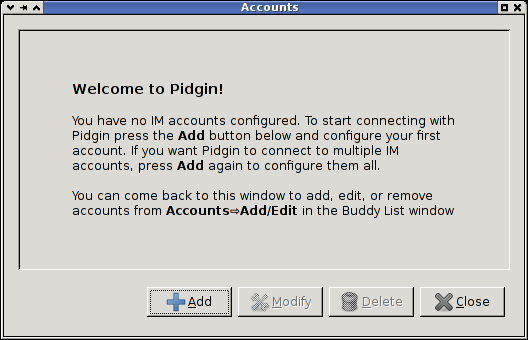 Accounts
Welcome to Pidgin!
You have no IM accounts configured. To start connecting with
Pidgin press the Add button below and configure your first
account. If you want Pidgin to connect to multiple IM
accounts, press Add again to configure them all.
You can come back to this window to add, edit, or remove
accounts from Accounts⇨Add/Edit in the Buddy List window
Add Modify Delete Close